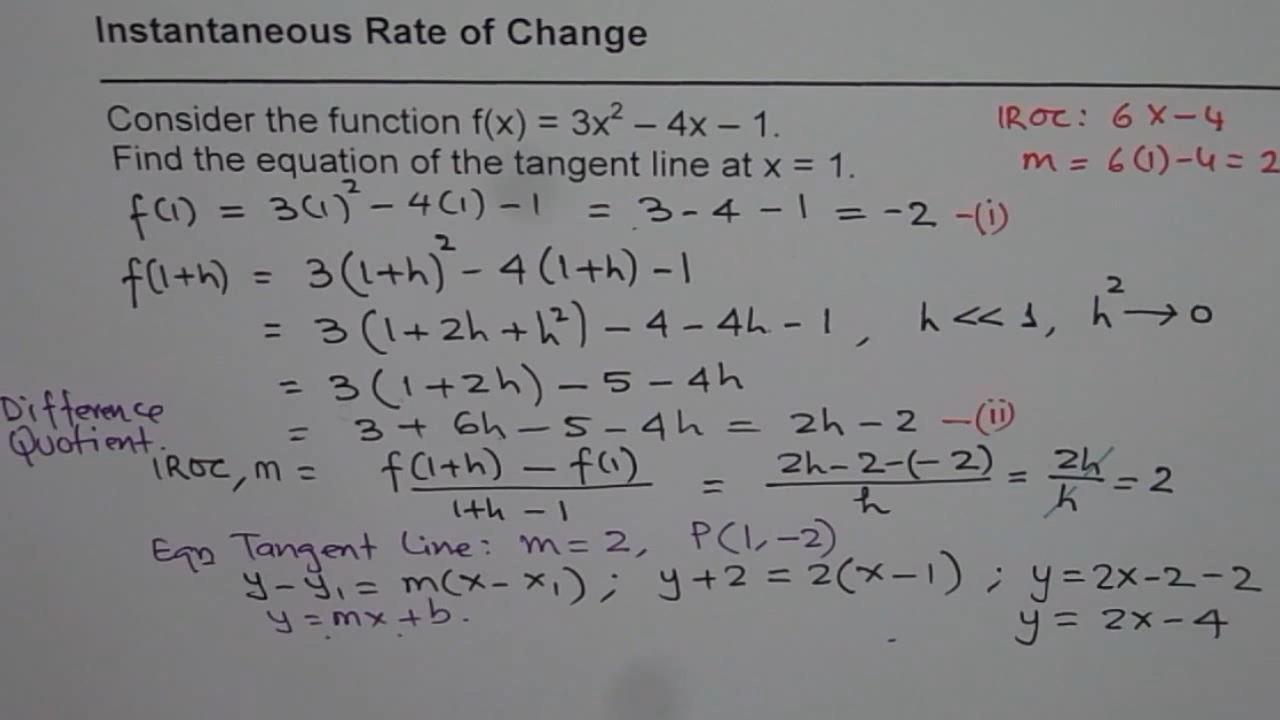 Instantaneous Rate of Change
Consider the function f(x) = 3x² – 4x – 1.
IROC: 6x-4
Find the equation of the tangent line at x = 1.
m = 6(1)-4 = 2
f(1) = 3(1)² - 4(1) - 1 = 3 - 4 - 1 = -2 -(i)
f(1+h) = 3(1+h)² - 4(1+h) - 1
= 3(1+2h+h²) - 4 - 4h - 1, h << 1, h² → 0
= 3(1+2h) - 5 - 4h
Difference
Quotient.
= 3 + 6h - 5 - 4h = 2h - 2 -(ii)
IROC, m = f(1+h) - f(1) / 1+h - 1 = 2h-2-(-2) / h = 2h / h = 2
Eqn Tangent Line: m = 2, P(1, -2)
y - y₁ = m(x - x₁) ; y + 2 = 2(x - 1) ; y = 2x - 2 - 2
y = mx + b.
y = 2x - 4